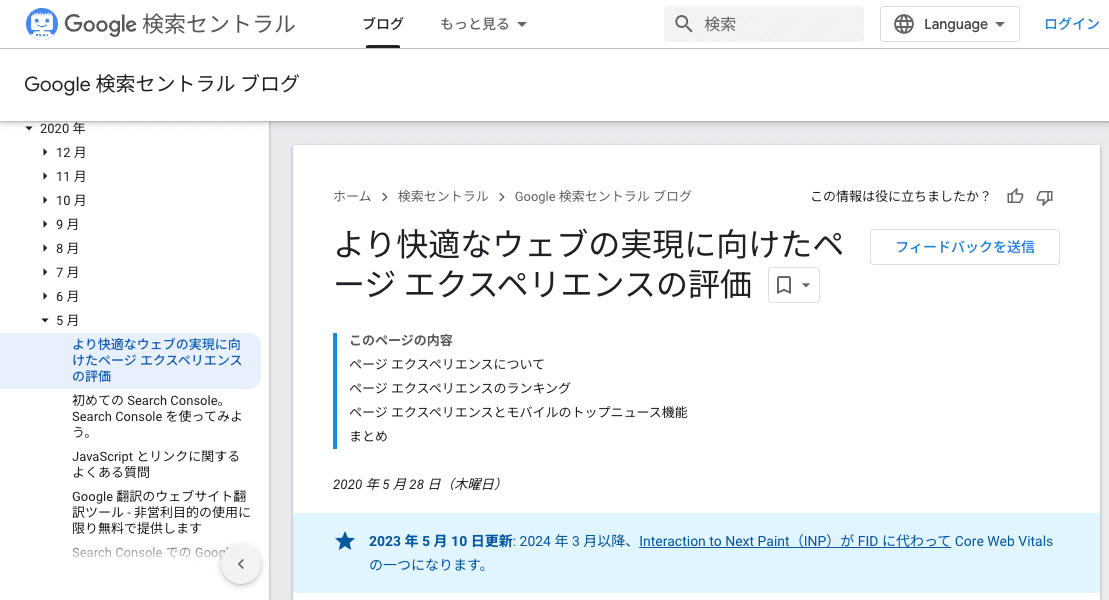 Google 検索セントラル
ブログ
もっと見る
検索
Language
ログイン
Google 検索セントラル ブログ
2020 年
12 月
11 月
10 月
9 月
8 月
7 月
6 月
5 月
より快適なウェブの実現に向
けたページ エクスペリエンス
の評価
初めての Search Console。
Search Console を使ってみよ
う。
JavaScript とリンクに関する
よくある質問
Google 翻訳のウェブサイト翻
訳ツール - 非営利目的の使用に
限り無料で提供します
Search Console での Google
ホーム
検索セントラル
Google 検索セントラル ブログ
この情報は役に立ちましたか？
より快適なウェブの実現に向けたペ
ージ エクスペリエンスの評価
フィードバックを送信
このページの内容
ページ エクスペリエンスについて
ページ エクスペリエンスのランキング
ページ エクスペリエンスとモバイルのトップニュース機能
まとめ
2020 年 5 月 28 日（木曜日）
2023 年 5 月 10 日更新: 2024 年 3 月以降、Interaction to Next Paint（INP）が FID に代わって Core Web Vitals
の一つになります。